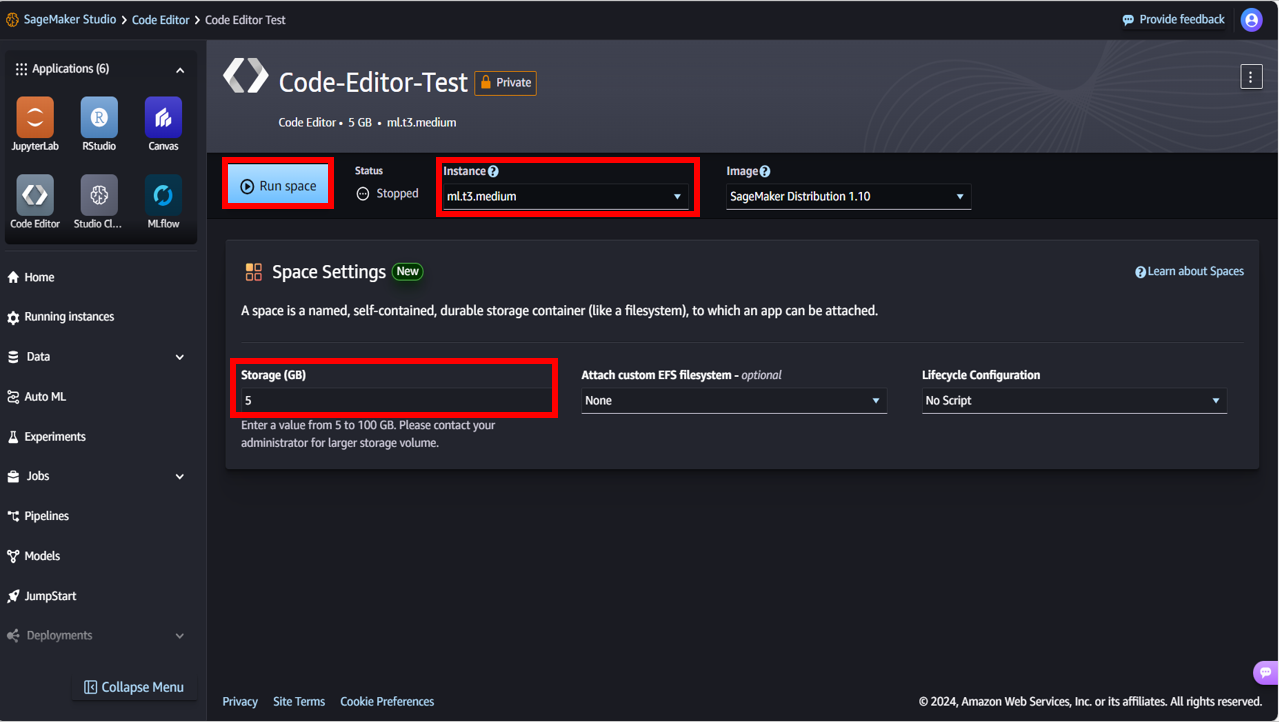 SageMaker Studio > Code Editor > Code Editor Test
Provide feedback
Applications (6)
JupyterLab
RStudio
Canvas
Code Editor
Studio Cl...
MLflow
Home
Running instances
Data
Auto ML
Experiments
Jobs
Pipelines
Models
JumpStart
Deployments
Collapse Menu
Code-Editor-Test
Private
Code Editor • 5 GB • ml.t3.medium
Run space
Status
Stopped
Instance
ml.t3.medium
Image
SageMaker Distribution 1.10
Space Settings
New
Learn about Spaces
A space is a named, self-contained, durable storage container (like a filesystem), to which an app can be attached.
Storage (GB)
5
Enter a value from 5 to 100 GB. Please contact your
administrator for larger storage volume.
Attach custom EFS filesystem - optional
None
Lifecycle Configuration
No Script
Privacy
Site Terms
Cookie Preferences
© 2024, Amazon Web Services, Inc. or its affiliates. All rights reserved.